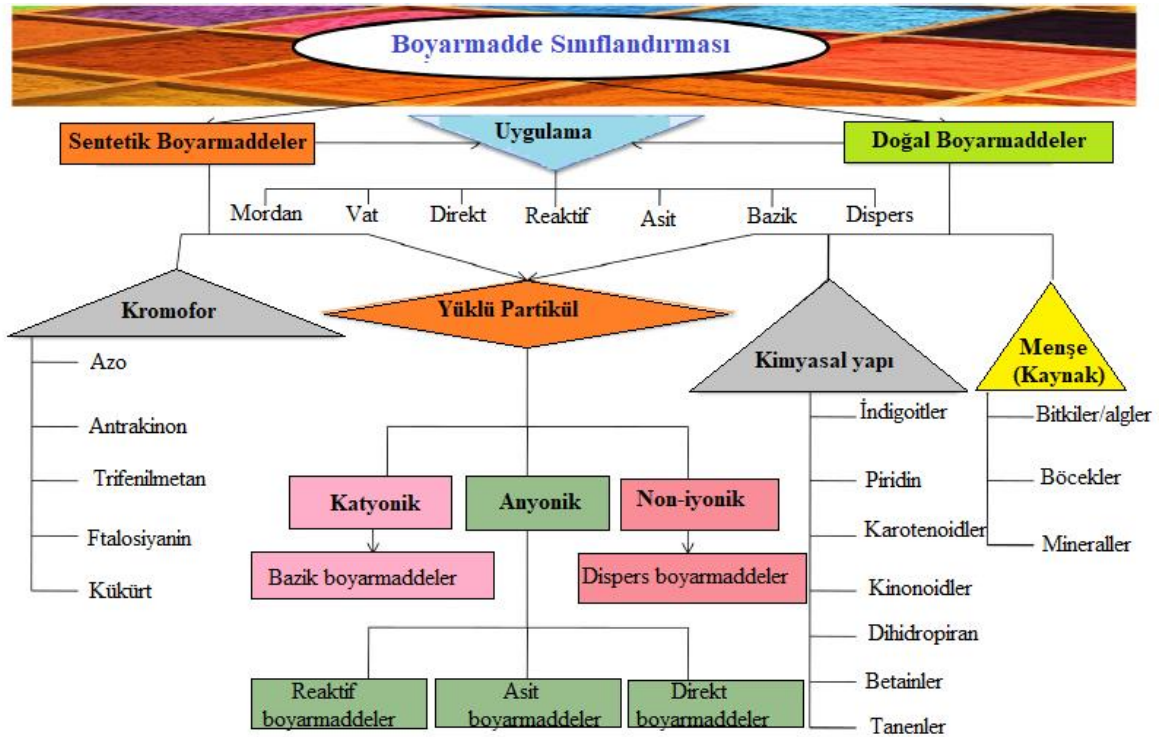 Boyarmadde Sınıflandırması
Sentetik Boyarmaddeler
Uygulama
Doğal Boyarmaddeler
Mordan
Vat
Direkt
Reaktif
Asit
Bazik
Dispers
Kromofor
Azo
Antrakinon
Trifenilmetan
Ftalosiyanin
Kükürt
Yüklü Partikül
Katyonik
Anyonik
Non-iyonik
Bazik boyarmaddeler
Dispers boyarmaddeler
Reaktif
boyarmaddeler
Asit
boyarmaddeler
Direkt
boyarmaddeler
Kimyasal yapı
İndigoitler
Piridin
Karotenoidler
Kinonoidler
Dihidropiran
Betainler
Tanenler
Menşe
(Kaynak)
Bitkiler/algler
Böcekler
Mineraller